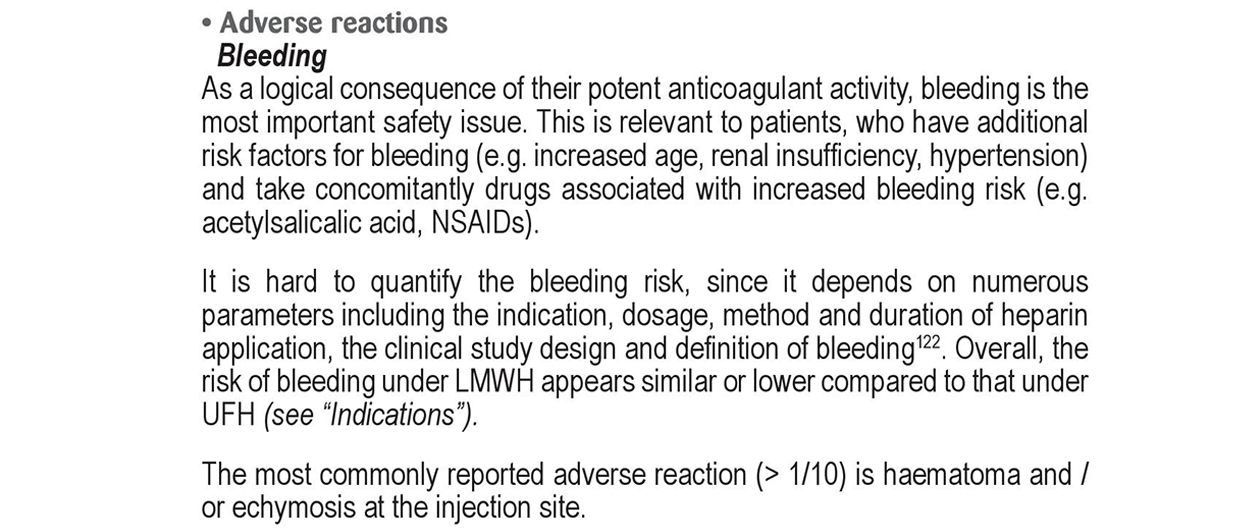 • Adverse reactions
Bleeding
As a logical consequence of their potent anticoagulant activity, bleeding is the
most important safety issue. This is relevant to patients, who have additional
risk factors for bleeding (e.g. increased age, renal insufficiency, hypertension)
and take concomitantly drugs associated with increased bleeding risk (e.g.
acetylsalicalic acid, NSAIDs).
It is hard to quantify the bleeding risk, since it depends on numerous
parameters including the indication, dosage, method and duration of heparin
application, the clinical study design and definition of bleeding¹²². Overall, the
risk of bleeding under LMWH appears similar or lower compared to that under
UFH (see “Indications”).
The most commonly reported adverse reaction (> 1/10) is haematoma and /
or echymosis at the injection site.